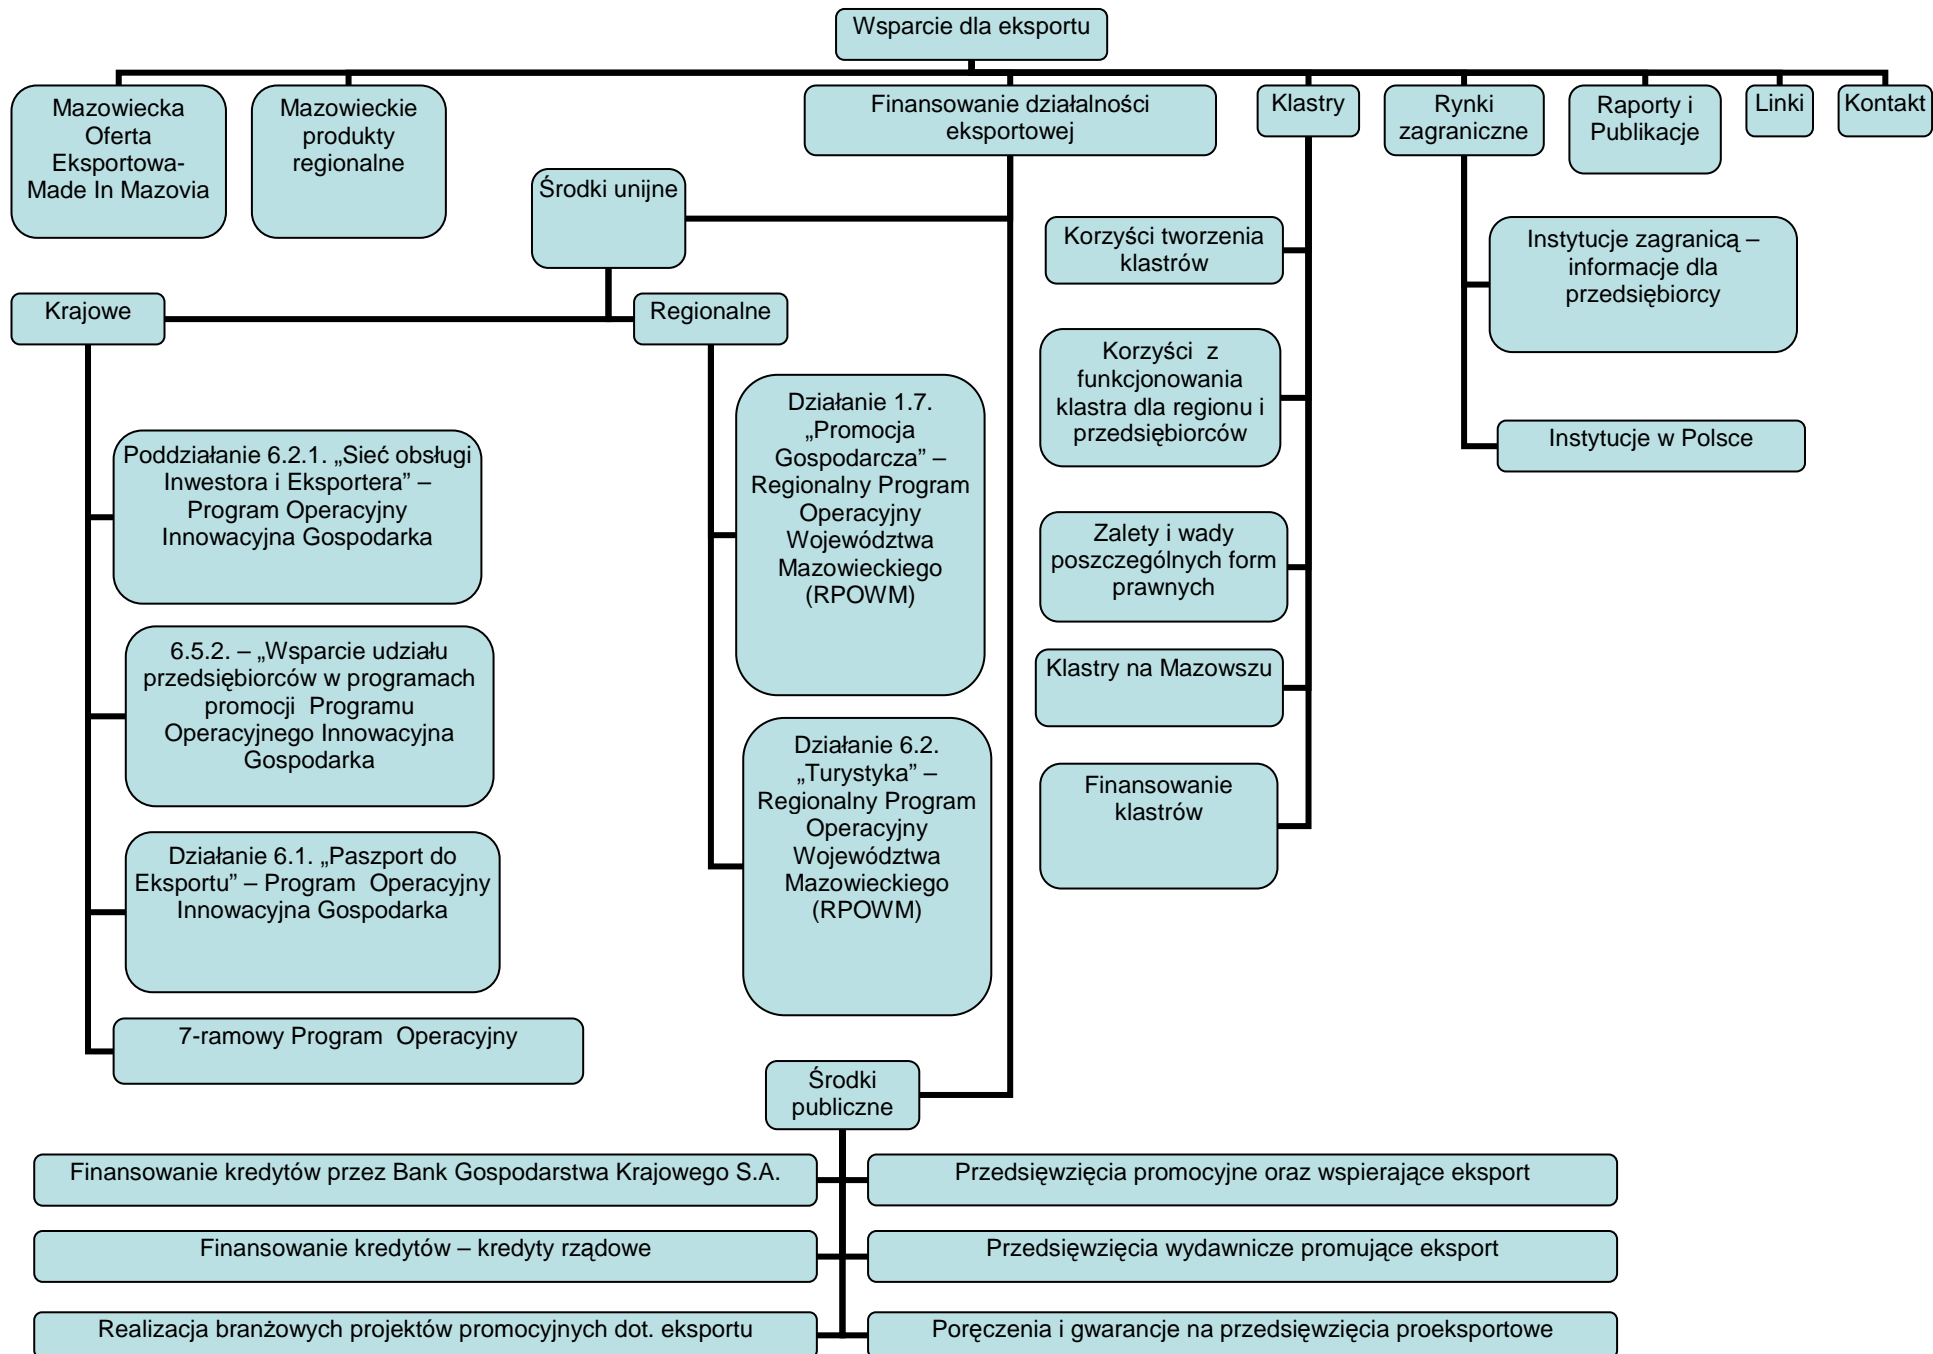 Wsparcie dla eksportu
Mazowiecka
Oferta
Eksportowa-
Made In Mazovia
Mazowieckie
produkty
regionalne
Finansowanie działalności
eksportowej
Klastry
Rynki
zagraniczne
Raporty i
Publikacje
Linki
Kontakt
Środki unijne
Krajowe
Regionalne
Poddziałanie 6.2.1. „Sieć obsługi
Inwestora i Eksportera” –
Program Operacyjny
Innowacyjna Gospodarka
6.5.2. – „Wsparcie udziału
przedsiębiorców w programach
promocji Programu
Operacyjnego Innowacyjna
Gospodarka
Działanie 6.1. „Paszport do
Eksportu” – Program Operacyjny
Innowacyjna Gospodarka
7-ramowy Program Operacyjny
Działanie 1.7.
„Promocja
Gospodarcza” –
Regionalny Program
Operacyjny
Województwa
Mazowieckiego
(RPOWM)
Działanie 6.2.
„Turystyka” –
Regionalny Program
Operacyjny
Województwa
Mazowieckiego
(RPOWM)
Korzyści tworzenia
klastrów
Korzyści z
funkcjonowania
klastra dla regionu i
przedsiębiorców
Zalety i wady
poszczególnych form
prawnych
Klastry na Mazowszu
Finansowanie
klastrów
Instytucje zagranicą –
informacje dla
przedsiębiorcy
Instytucje w Polsce
Środki
publiczne
Finansowanie kredytów przez Bank Gospodarstwa Krajowego S.A.
Przedsięwzięcia promocyjne oraz wspierające eksport
Finansowanie kredytów – kredyty rządowe
Przedsięwzięcia wydawnicze promujące eksport
Realizacja branżowych projektów promocyjnych dot. eksportu
Poręczenia i gwarancje na przedsięwzięcia proeksportowe